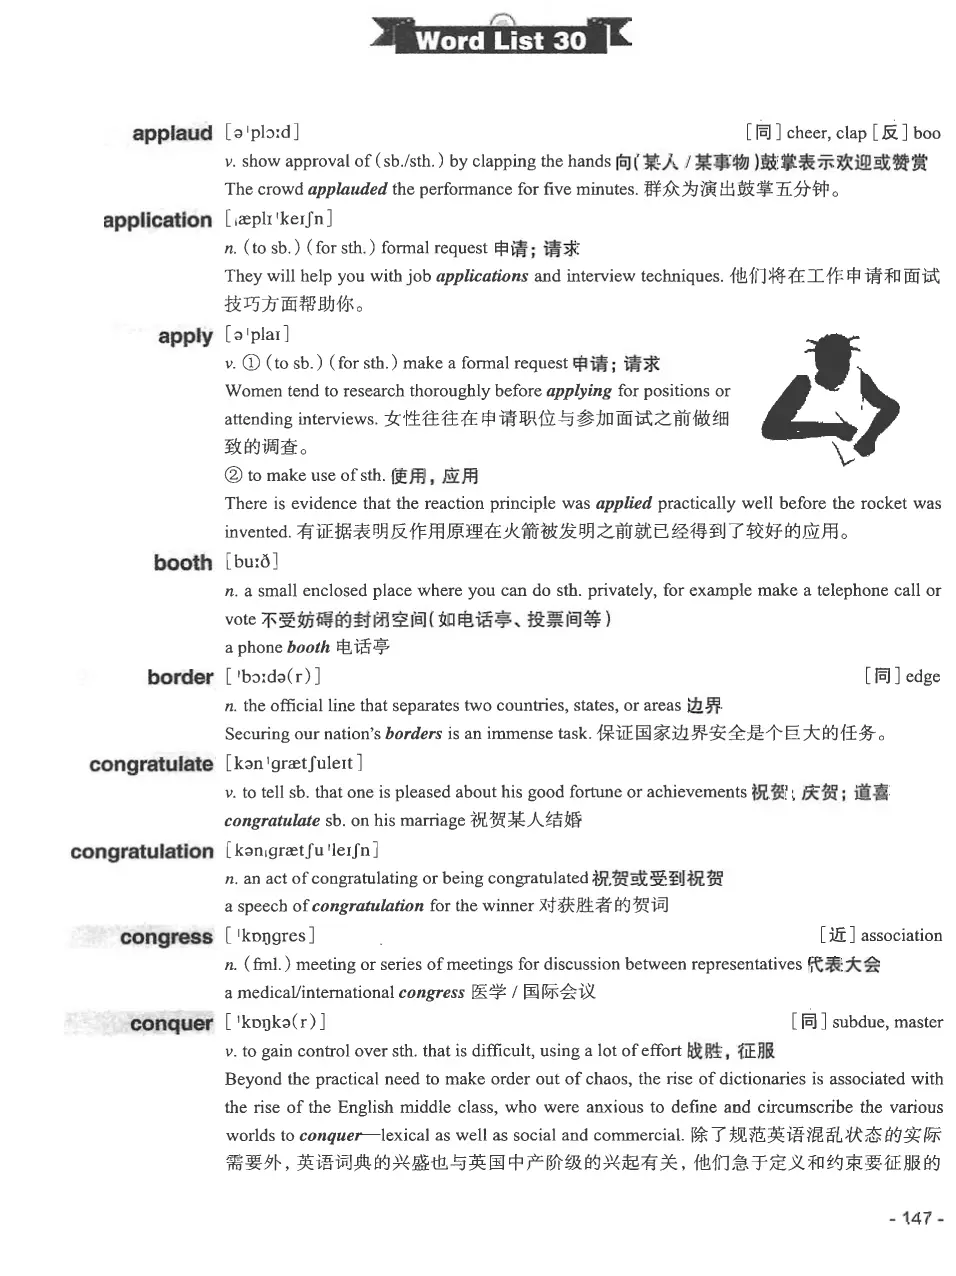 Word List 30
applaud [əˈplɔːd] [同] cheer, clap [反] boo
v. show approval of (sb./sth.) by clapping the hands 向(某人/某事物)鼓掌表示欢迎或赞赏
The crowd applauded the performance for five minutes. 群众为演出鼓掌五分钟。
application [ˌæplɪˈkeɪʃn]
n. (to sb.) (for sth.) formal request 申请; 请求
They will help you with job applications and interview techniques. 他们将在工作申请和面试
技巧方面帮助你。
apply [əˈplaɪ]
v. ① (to sb.) (for sth.) make a formal request 申请; 请求
Women tend to research thoroughly before applying for positions or
attending interviews. 女性往往在申请职位与参加面试之前做细
致的调查。
② to make use of sth. 使用, 应用
There is evidence that the reaction principle was applied practically well before the rocket was
invented. 有证据表明反作用原理在火箭被发明之前就已经得到了较好的应用。
booth [buːð]
n. a small enclosed place where you can do sth. privately, for example make a telephone call or
vote 不受妨碍的封闭空间(如电话亭、投票间等)
a phone booth 电话亭
border [ˈbɔːdə(r)] [同] edge
n. the official line that separates two countries, states, or areas 边界
Securing our nation's borders is an immense task. 保证国家边界安全是个巨大的任务。
congratulate [kənˈgrætʃuleɪt]
v. to tell sb. that one is pleased about his good fortune or achievements 祝贺; 庆贺; 道喜
congratulate sb. on his marriage 祝贺某人结婚
congratulation [kənˌgrætʃuˈleɪʃn]
n. an act of congratulating or being congratulated 祝贺或受到祝贺
a speech of congratulation for the winner 对获胜者的贺词
congress [ˈkɒŋgres] [近] association
n. (fml.) meeting or series of meetings for discussion between representatives 代表大会
a medical/international congress 医学/国际会议
conquer [ˈkɒŋkə(r)] [同] subdue, master
v. to gain control over sth. that is difficult, using a lot of effort 战胜, 征服
Beyond the practical need to make order out of chaos, the rise of dictionaries is associated with
the rise of the English middle class, who were anxious to define and circumscribe the various
worlds to conquer—lexical as well as social and commercial. 除了规范英语混乱状态的实际
需要外, 英语词典的兴盛也与英国中产阶级的兴起有关, 他们急于定义和约束要征服的
- 147 -